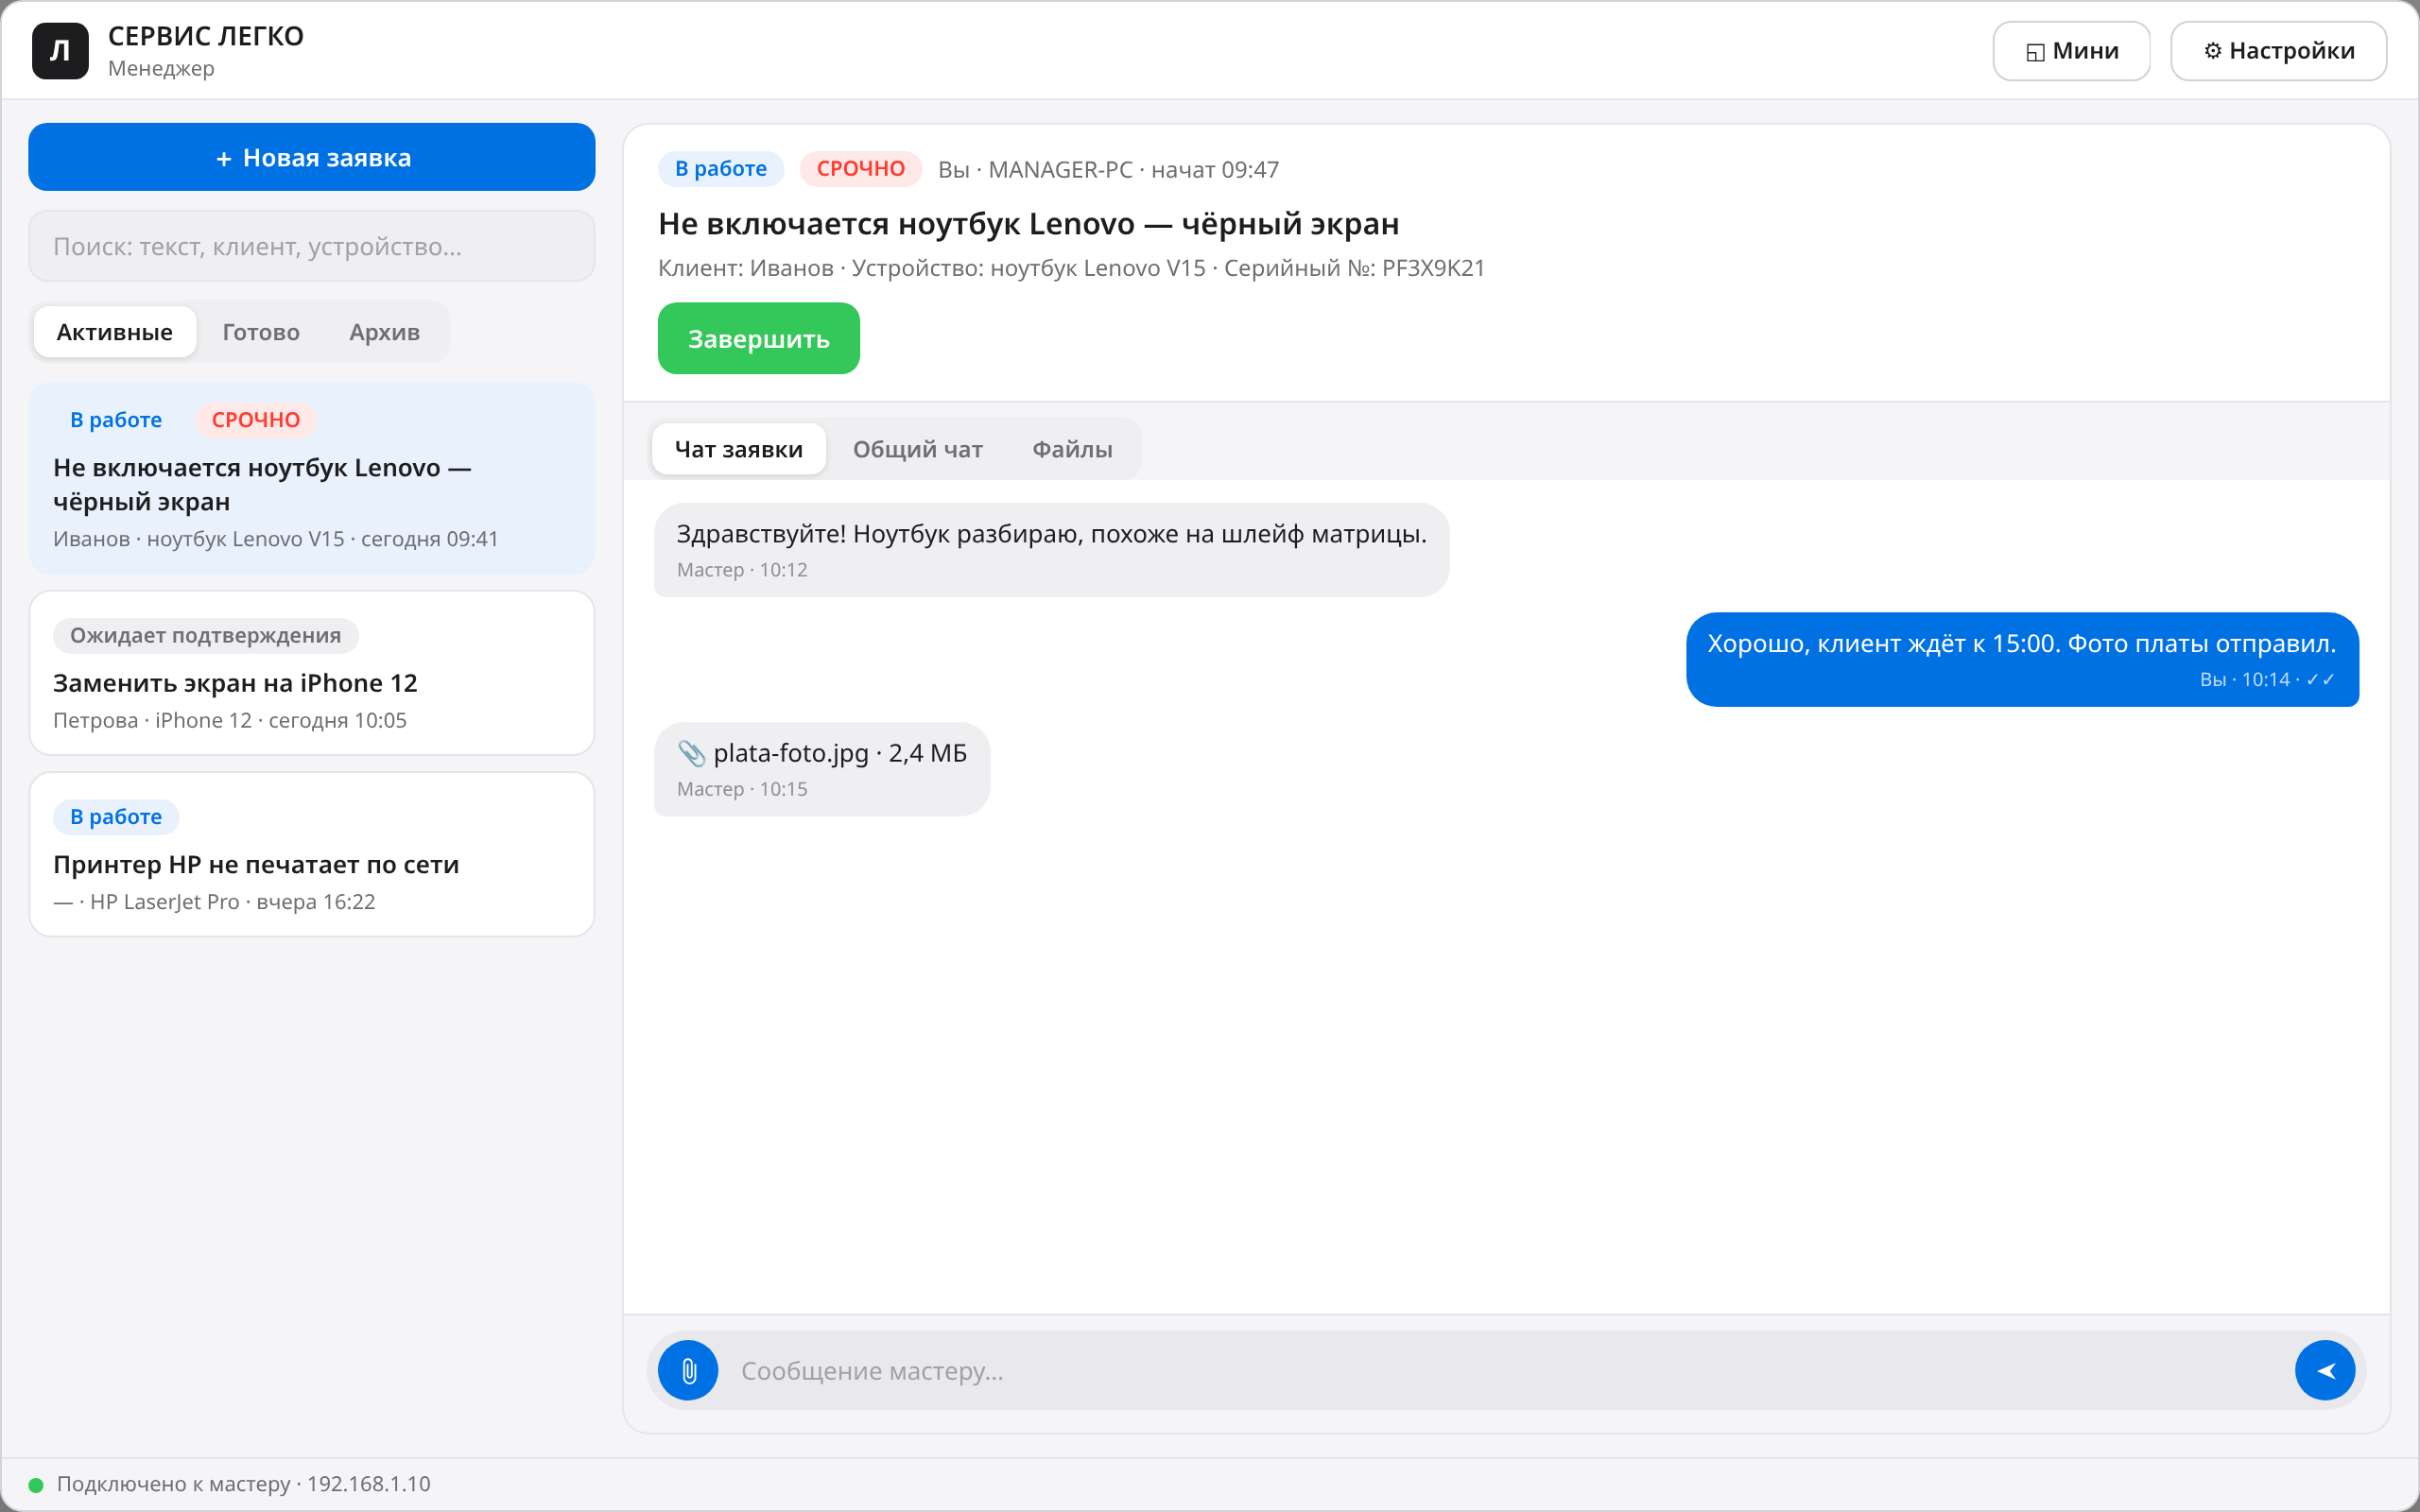 Л
СЕРВИС ЛЕГКО
Менеджер
◱ Мини
⚙ Настройки
+ Новая заявка
Поиск: текст, клиент, устройство...
Активные Готово Архив
В работе СРОЧНО
Не включается ноутбук Lenovo —
чёрный экран
Иванов · ноутбук Lenovo V15 · сегодня 09:41
Ожидает подтверждения
Заменить экран на iPhone 12
Петрова · iPhone 12 · сегодня 10:05
В работе
Принтер HP не печатает по сети
— · HP LaserJet Pro · вчера 16:22
В работе СРОЧНО Вы · MANAGER-PC · начат 09:47
Не включается ноутбук Lenovo — чёрный экран
Клиент: Иванов · Устройство: ноутбук Lenovo V15 · Серийный №: PF3X9K21
Завершить
Чат заявки Общий чат Файлы
Здравствуйте! Ноутбук разбираю, похоже на шлейф матрицы.
Мастер · 10:12
Хорошо, клиент ждёт к 15:00. Фото платы отправил.
Вы · 10:14 · ✓✓
📎 plata-foto.jpg · 2,4 МБ
Мастер · 10:15
Сообщение мастеру...
Подключено к мастеру · 192.168.1.10